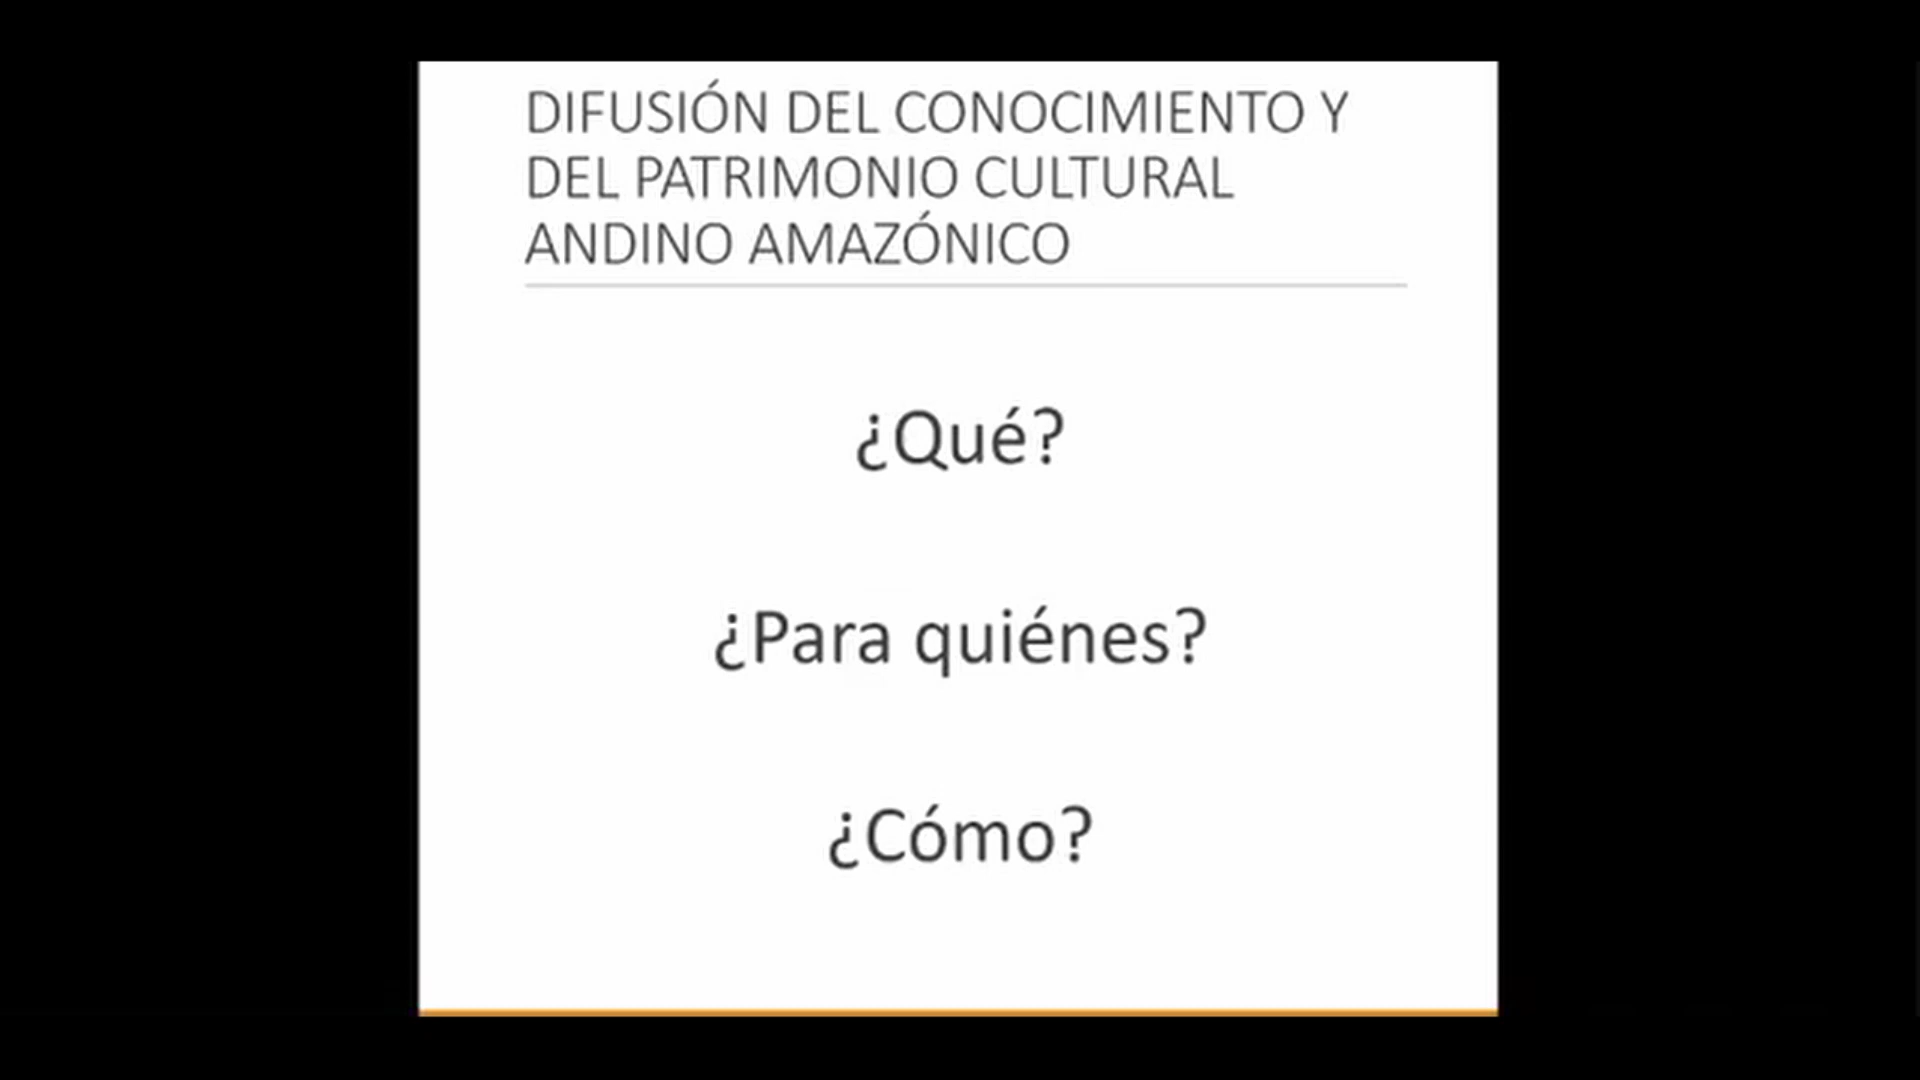 DIFUSIÓN DEL CONOCIMIENTO Y
DEL PATRIMONIO CULTURAL
ANDINO AMAZÓNICO
¿Qué?
¿Para quiénes?
¿Cómo?